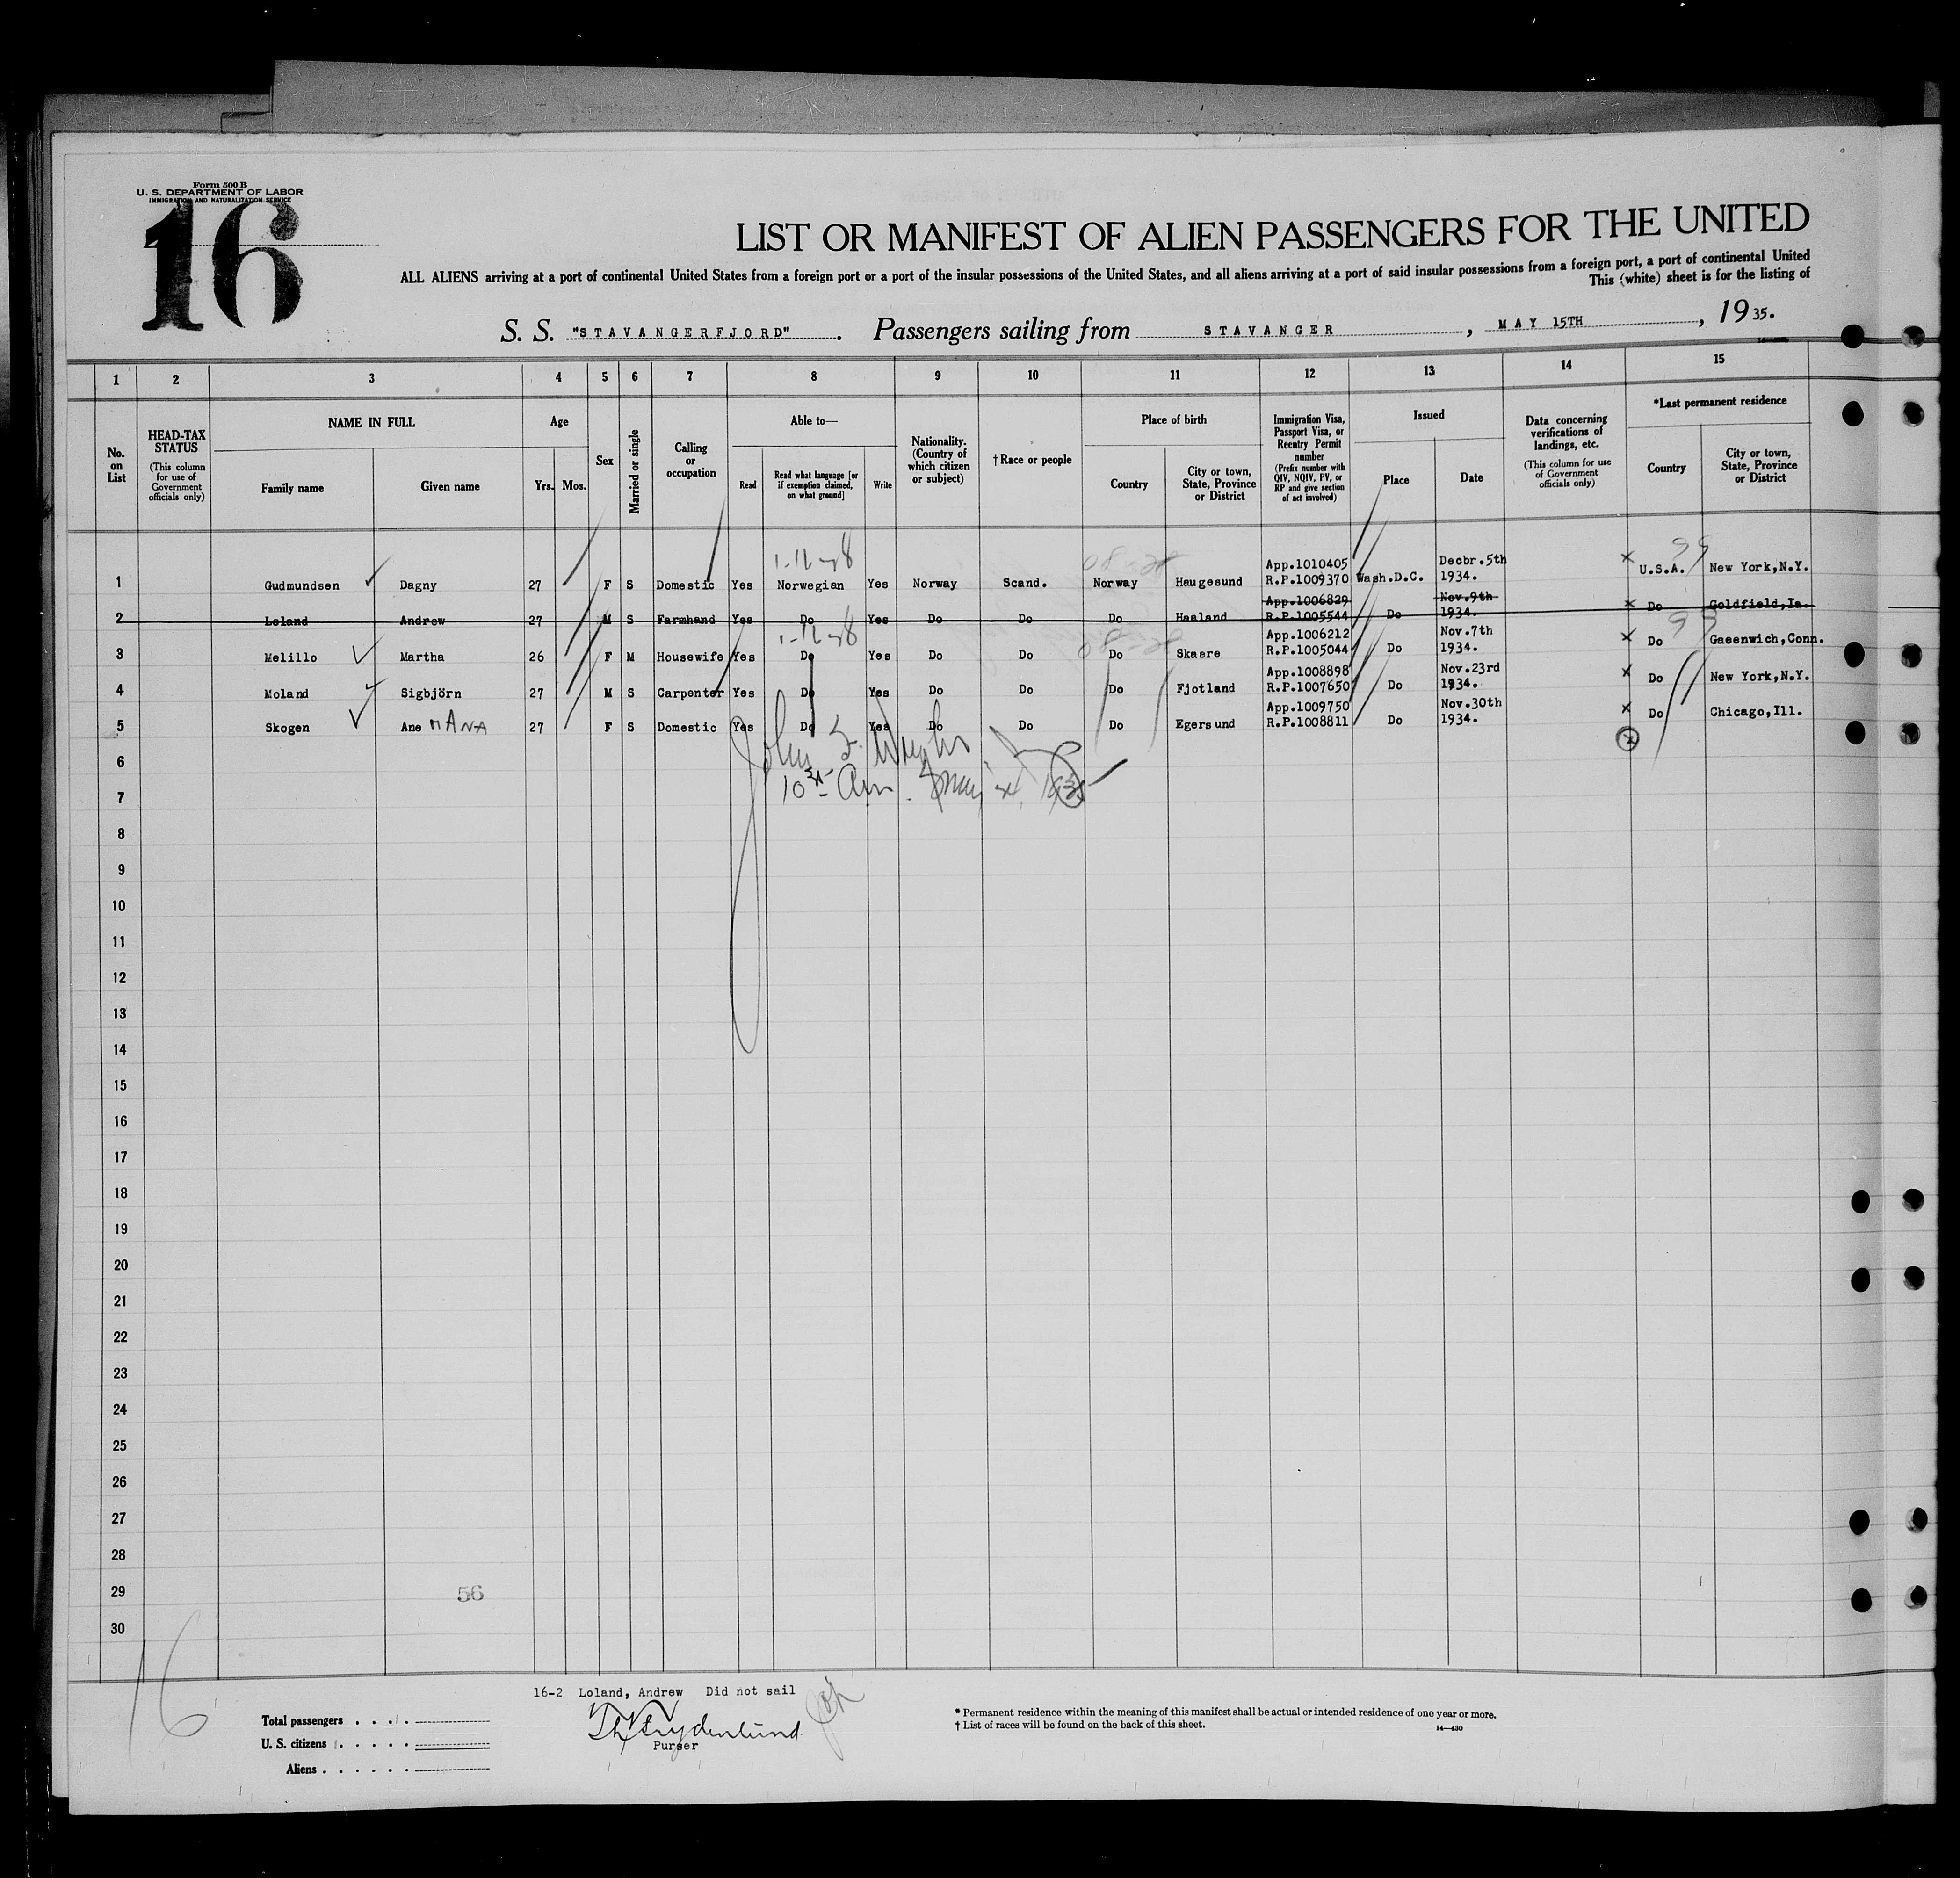 Form 500 B
U. S. DEPARTMENT OF LABOR
IMMIGRATION AND NATURALIZATION SERVICE
16
LIST OR MANIFEST OF ALIEN PASSENGERS FOR THE UNITED
ALL ALIENS arriving at a port of continental United States from a foreign port or a port of the insular possessions of the United States, and all aliens arriving at a port of said insular possessions from a foreign port, a port of continental United
This (white) sheet is for the listing of
S. S. "STAVANGERFJORD". Passengers sailing from STAVANGER, MAY 15TH, 1935.
1 2 3 4 5 6 7 8 9 10 11 12 13 14 15
No. on List
HEAD-TAX STATUS (This column for use of Government officials only)
NAME IN FULL
Family name Given name
Age
Yrs. Mos.
Sex
Married or single
Calling or occupation
Able to—
Read Read what language [or if exemption claimed, on what ground] Write
Nationality. (Country of which citizen or subject)
†Race or people
Place of birth
Country City or town, State, Province or District
Immigration Visa, Passport Visa, or Reentry Permit number (Prefix number with QIV, NQIV, PV, or RP and give section of act involved)
Issued
Place Date
Data concerning verifications of landings, etc. (This column for use of Government officials only)
*Last permanent residence
Country City or town, State, Province or District
App.1010405 Decbr.5th
1 Gudmundsen Dagny 27 F S Domestic Yes Norwegian Yes Norway Scand. Norway Haugesund R.P.1009370 Wash.D.C. 1934. x U.S.A. New York,N.Y.
App.1006829 Nov.9th
2 Loland Andrew 27 M S Farmhand Yes Do Yes Do Do Do Haaland R.P.1005544 Do 1934. x Do Goldfield,Ia.
App.1006212 Nov.7th
3 Melillo Martha 26 F M Housewife Yes Do Yes Do Do Do Skaere R.P.1005044 Do 1934. x Do Gaeenwich,Conn.
App.1008898 Nov.23rd
4 Moland Sigbjörn 27 M S Carpenter Yes Do Yes Do Do Do Fjotland R.P.1007650 Do 1934. x Do New York,N.Y.
App.1009750 Nov.30th
5 Skogen Ane MANA 27 F S Domestic Yes Do Yes Do Do Do Egersund R.P.1008811 Do 1934. x Do Chicago,Ill.
6
7
8
9
10
11
12
13
14
15
16
17
18
19
20
21
22
23
24
25
26
27
28
29 56
30
16
16-2 Loland, Andrew Did not sail
Purser
Total passengers
U. S. citizens
Aliens
* Permanent residence within the meaning of this manifest shall be actual or intended residence of one year or more.
† List of races will be found on the back of this sheet.
14—430